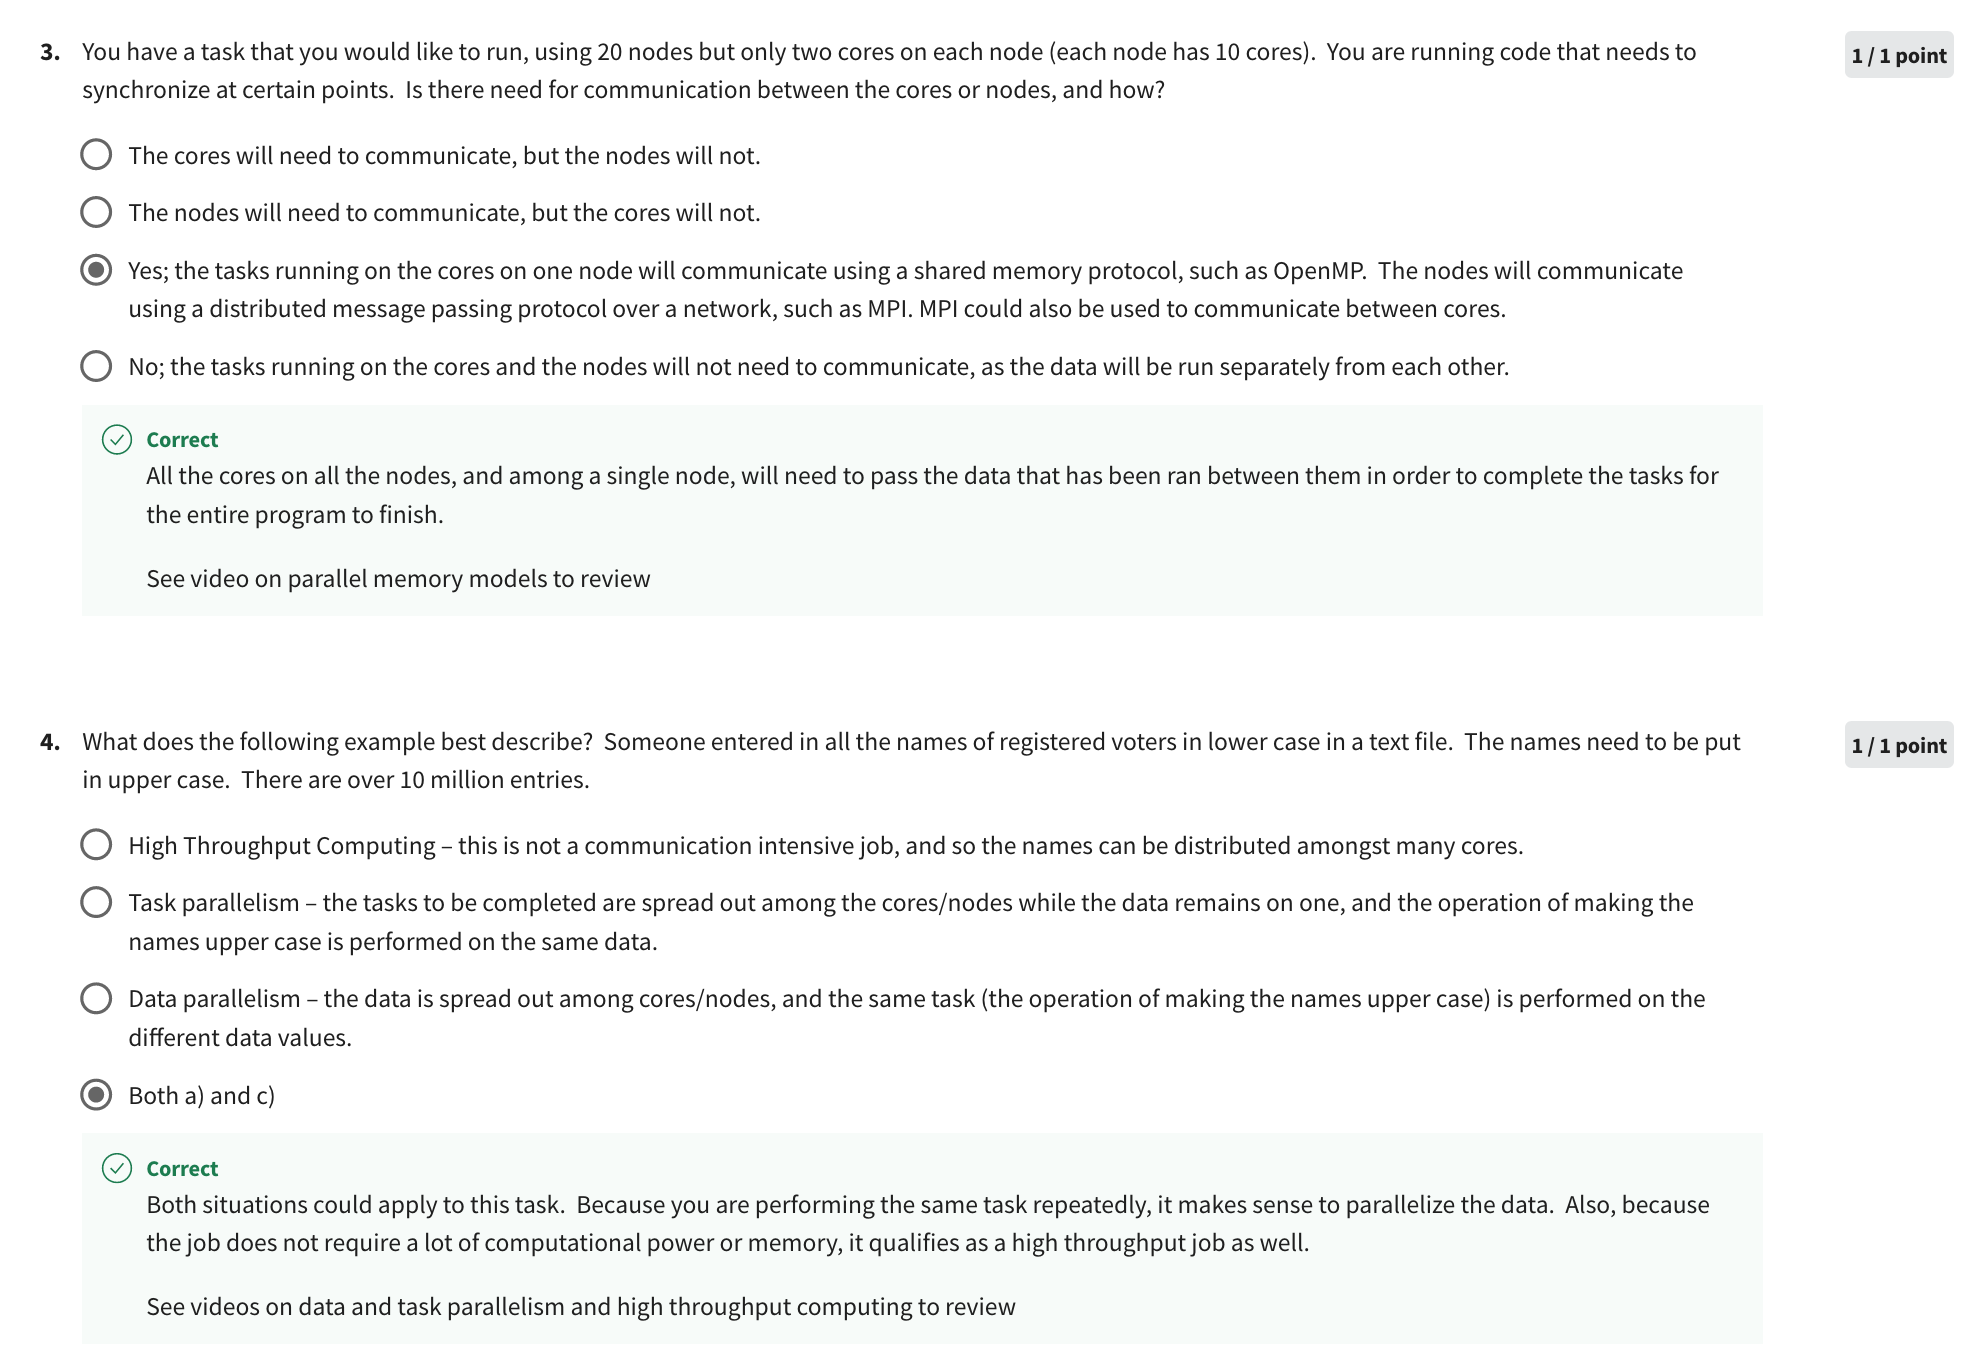 3. You have a task that you would like to run, using 20 nodes but only two cores on each node (each node has 10 cores).  You are running code that needs to
1 / 1 point
synchronize at certain points.  Is there need for communication between the cores or nodes, and how?
The cores will need to communicate, but the nodes will not.
The nodes will need to communicate, but the cores will not.
Yes; the tasks running on the cores on one node will communicate using a shared memory protocol, such as OpenMP.  The nodes will communicate
using a distributed message passing protocol over a network, such as MPI. MPI could also be used to communicate between cores.
No; the tasks running on the cores and the nodes will not need to communicate, as the data will be run separately from each other.
Correct
All the cores on all the nodes, and among a single node, will need to pass the data that has been ran between them in order to complete the tasks for
the entire program to finish.
See video on parallel memory models to review
4. What does the following example best describe?  Someone entered in all the names of registered voters in lower case in a text file.  The names need to be put
1 / 1 point
in upper case.  There are over 10 million entries.
High Throughput Computing – this is not a communication intensive job, and so the names can be distributed amongst many cores.
Task parallelism – the tasks to be completed are spread out among the cores/nodes while the data remains on one, and the operation of making the
names upper case is performed on the same data.
Data parallelism – the data is spread out among cores/nodes, and the same task (the operation of making the names upper case) is performed on the
different data values.
Both a) and c)
Correct
Both situations could apply to this task.  Because you are performing the same task repeatedly, it makes sense to parallelize the data.  Also, because
the job does not require a lot of computational power or memory, it qualifies as a high throughput job as well.
See videos on data and task parallelism and high throughput computing to review